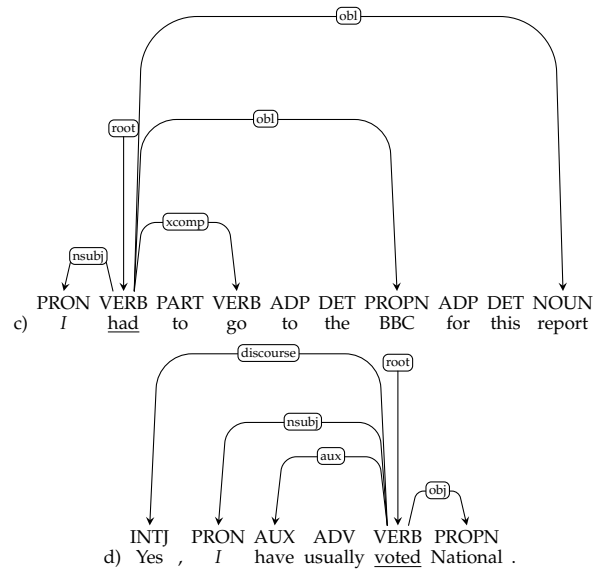 obl
root
obl
xcomp
nsubj
PRON VERB PART VERB ADP DET PROPN ADP DET NOUN
c) I had to go to the BBC for this report
discourse
root
nsubj
aux
obj
INTJ PRON AUX ADV VERB PROPN
d) Yes , I have usually voted National .